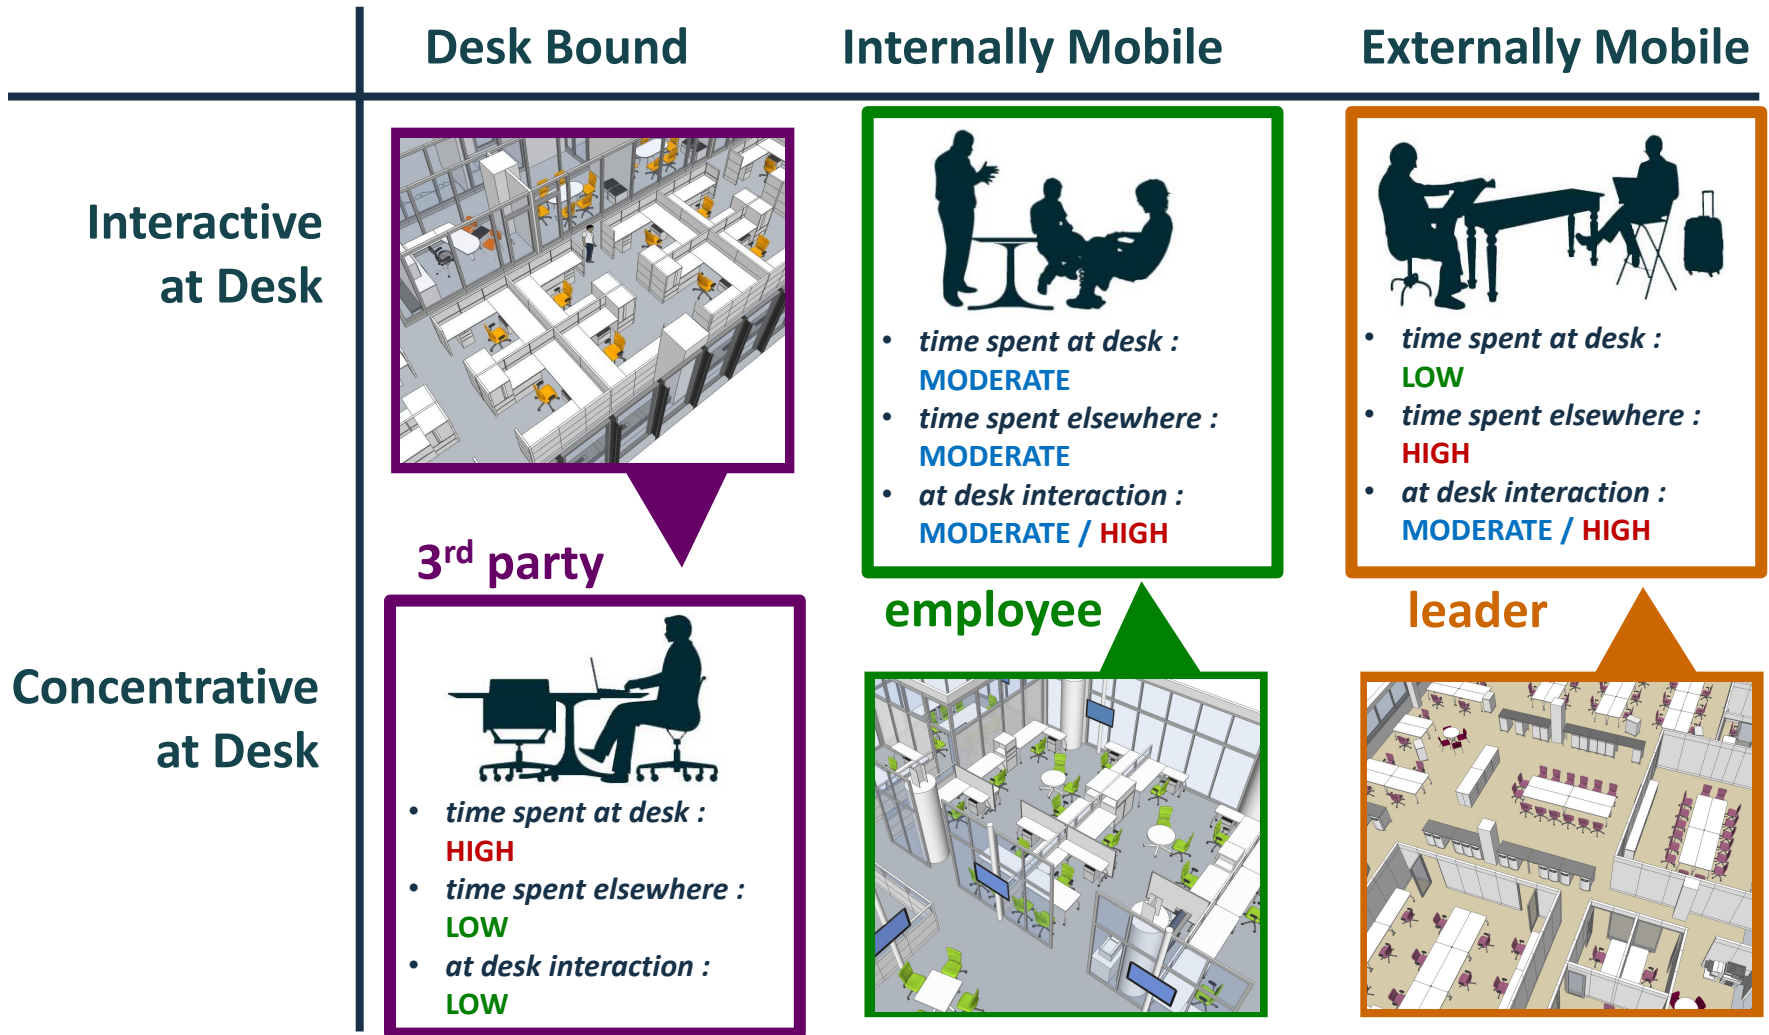 Desk Bound
Internally Mobile
Externally Mobile
Interactive
at Desk
• time spent at desk :
MODERATE
• time spent elsewhere :
MODERATE
• at desk interaction :
MODERATE / HIGH
• time spent at desk :
LOW
• time spent elsewhere :
HIGH
• at desk interaction :
MODERATE / HIGH
3rd party
employee
leader
Concentrative
at Desk
• time spent at desk :
HIGH
• time spent elsewhere :
LOW
• at desk interaction :
LOW